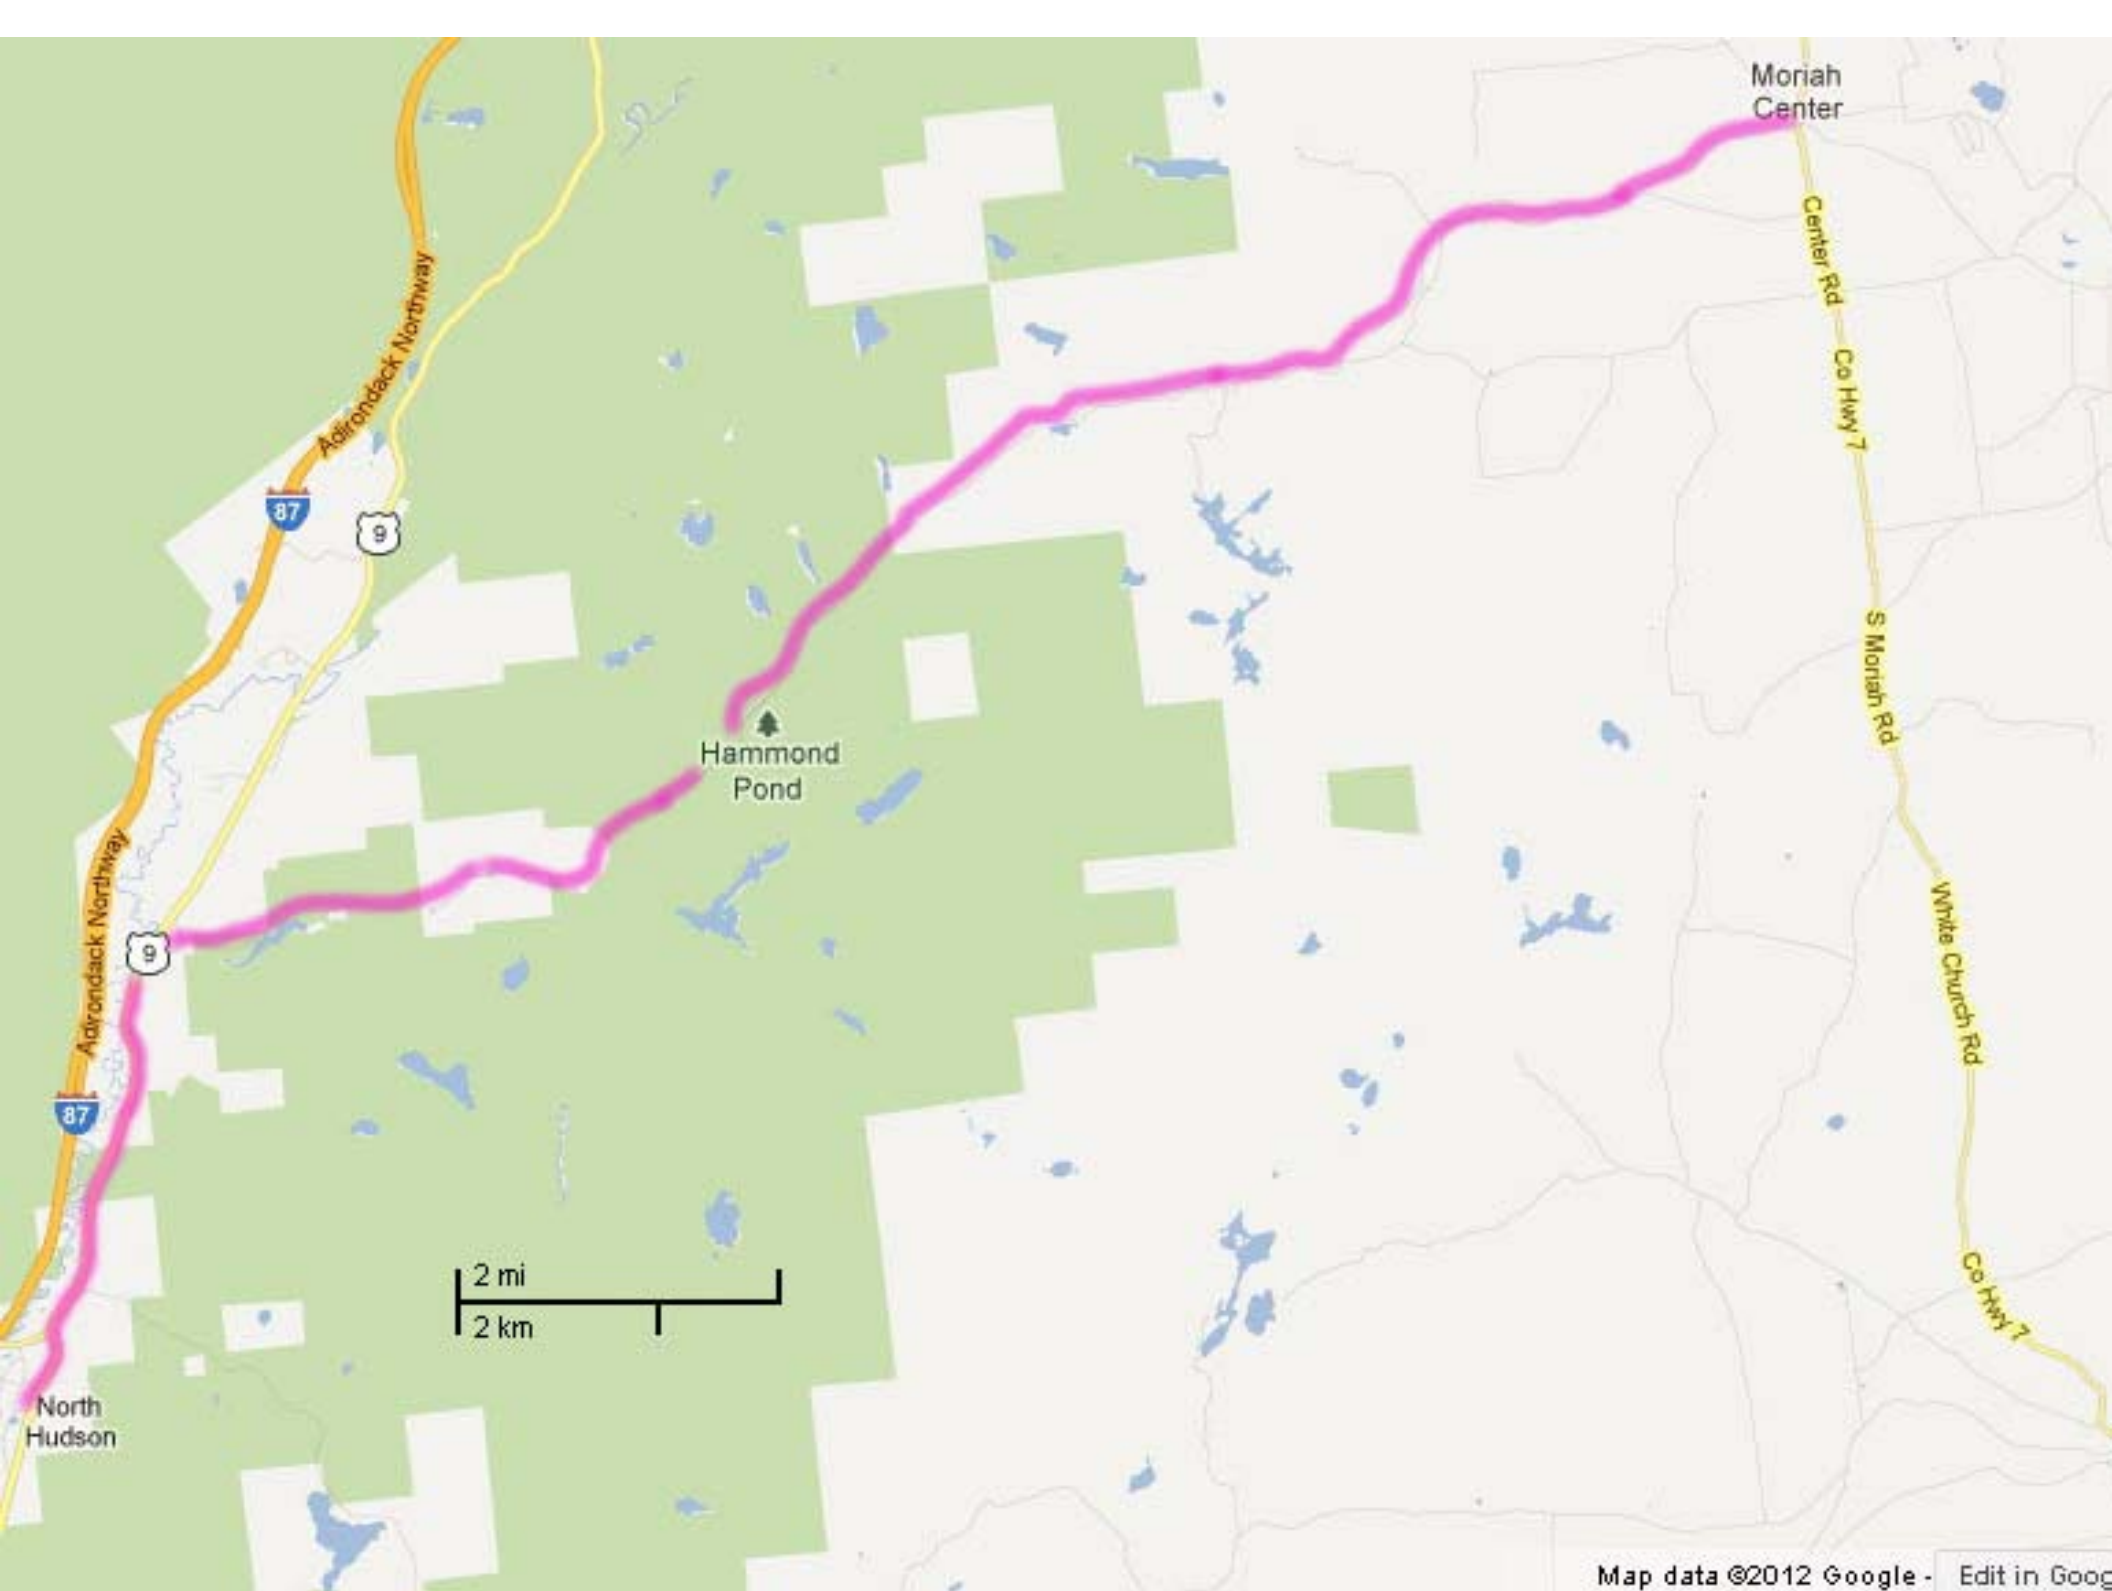 Moriah
Center
Adirondack Northway
Center Rd
Co Hwy 7
87
9
S Moriah Rd
Hammond
Pond
Adirondack Northway
9
White Church Rd
87
2 mi
2 km
Co Hwy 7
North
Hudson
Map data ©2012 Google -
Edit in Goog